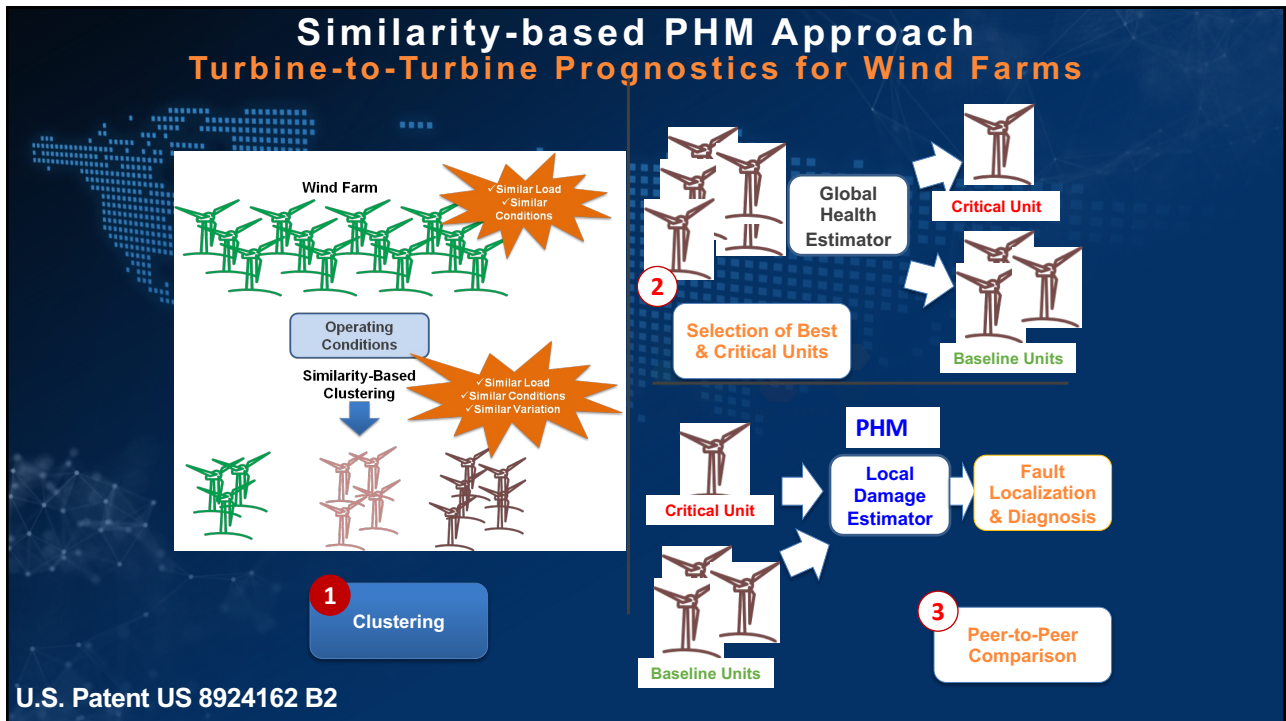 Similarity-based PHM Approach
Turbine-to-Turbine Prognostics for Wind Farms
Wind Farm
✓Similar Load
✓Similar
Conditions
Operating
Conditions
Similarity-Based
Clustering
✓Similar Load
✓Similar Conditions
✓Similar Variation
1
Clustering
Global
Health
Estimator
Critical Unit
Baseline Units
2
Selection of Best
& Critical Units
Critical Unit
Baseline Units
PHM
Local
Damage
Estimator
Fault
Localization
& Diagnosis
3
Peer-to-Peer
Comparison
U.S. Patent US 8924162 B2